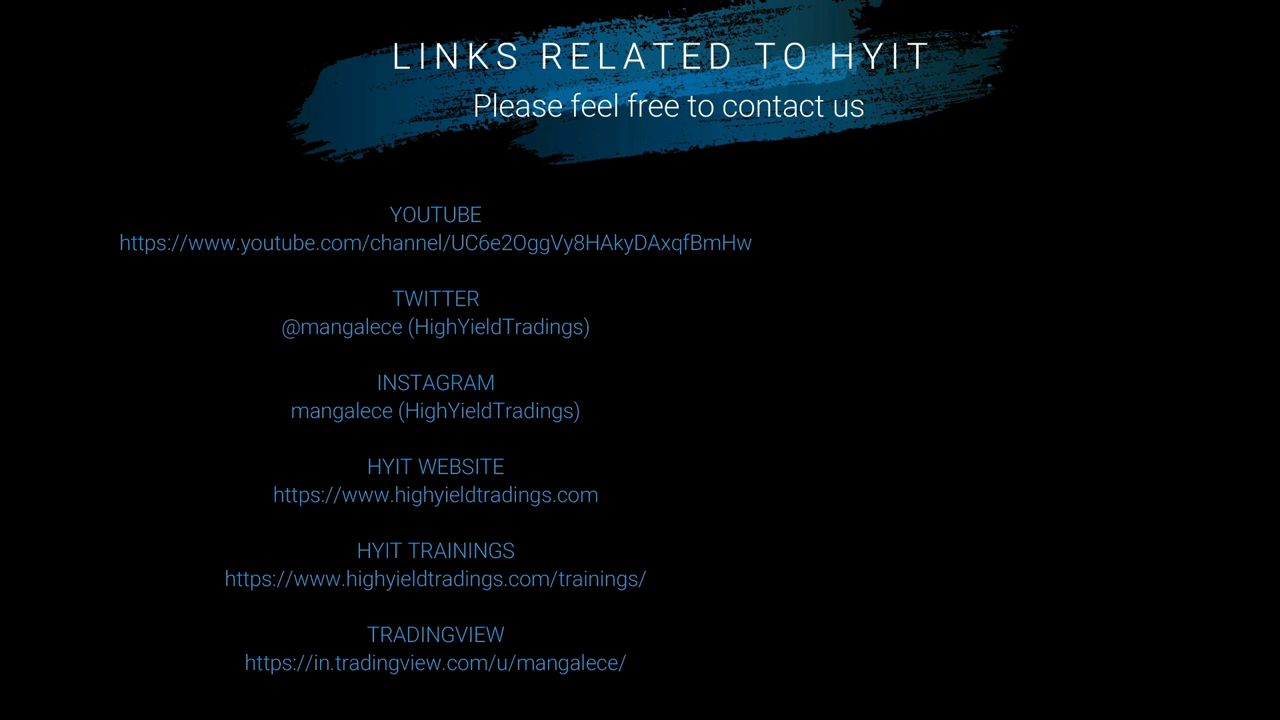 LINKS RELATED TO HYIT
Please feel free to contact us
YOUTUBE
https://www.youtube.com/channel/UC6e2OggVy8HAkyDAxqfBmHw
TWITTER
@mangalece (HighYieldTradings)
INSTAGRAM
mangalece (HighYieldTradings)
HYIT WEBSITE
https://www.highyieldtradings.com
HYIT TRAININGS
https://www.highyieldtradings.com/trainings/
TRADINGVIEW
https://in.tradingview.com/u/mangalece/